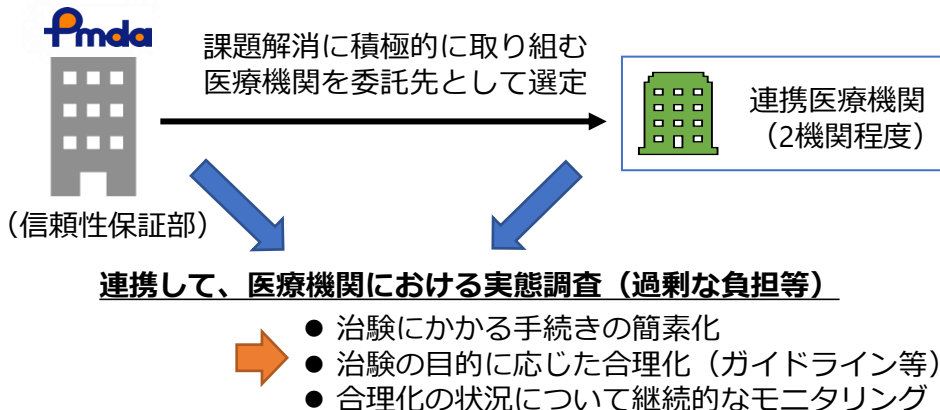 Pmda
課題解消に積極的に取り組む
医療機関を委託先として選定
連携医療機関
（2機関程度）
（信頼性保証部）
連携して、医療機関における実態調査（過剰な負担等）
● 治験にかかる手続きの簡素化
● 治験の目的に応じた合理化（ガイドライン等）
● 合理化の状況について継続的なモニタリング